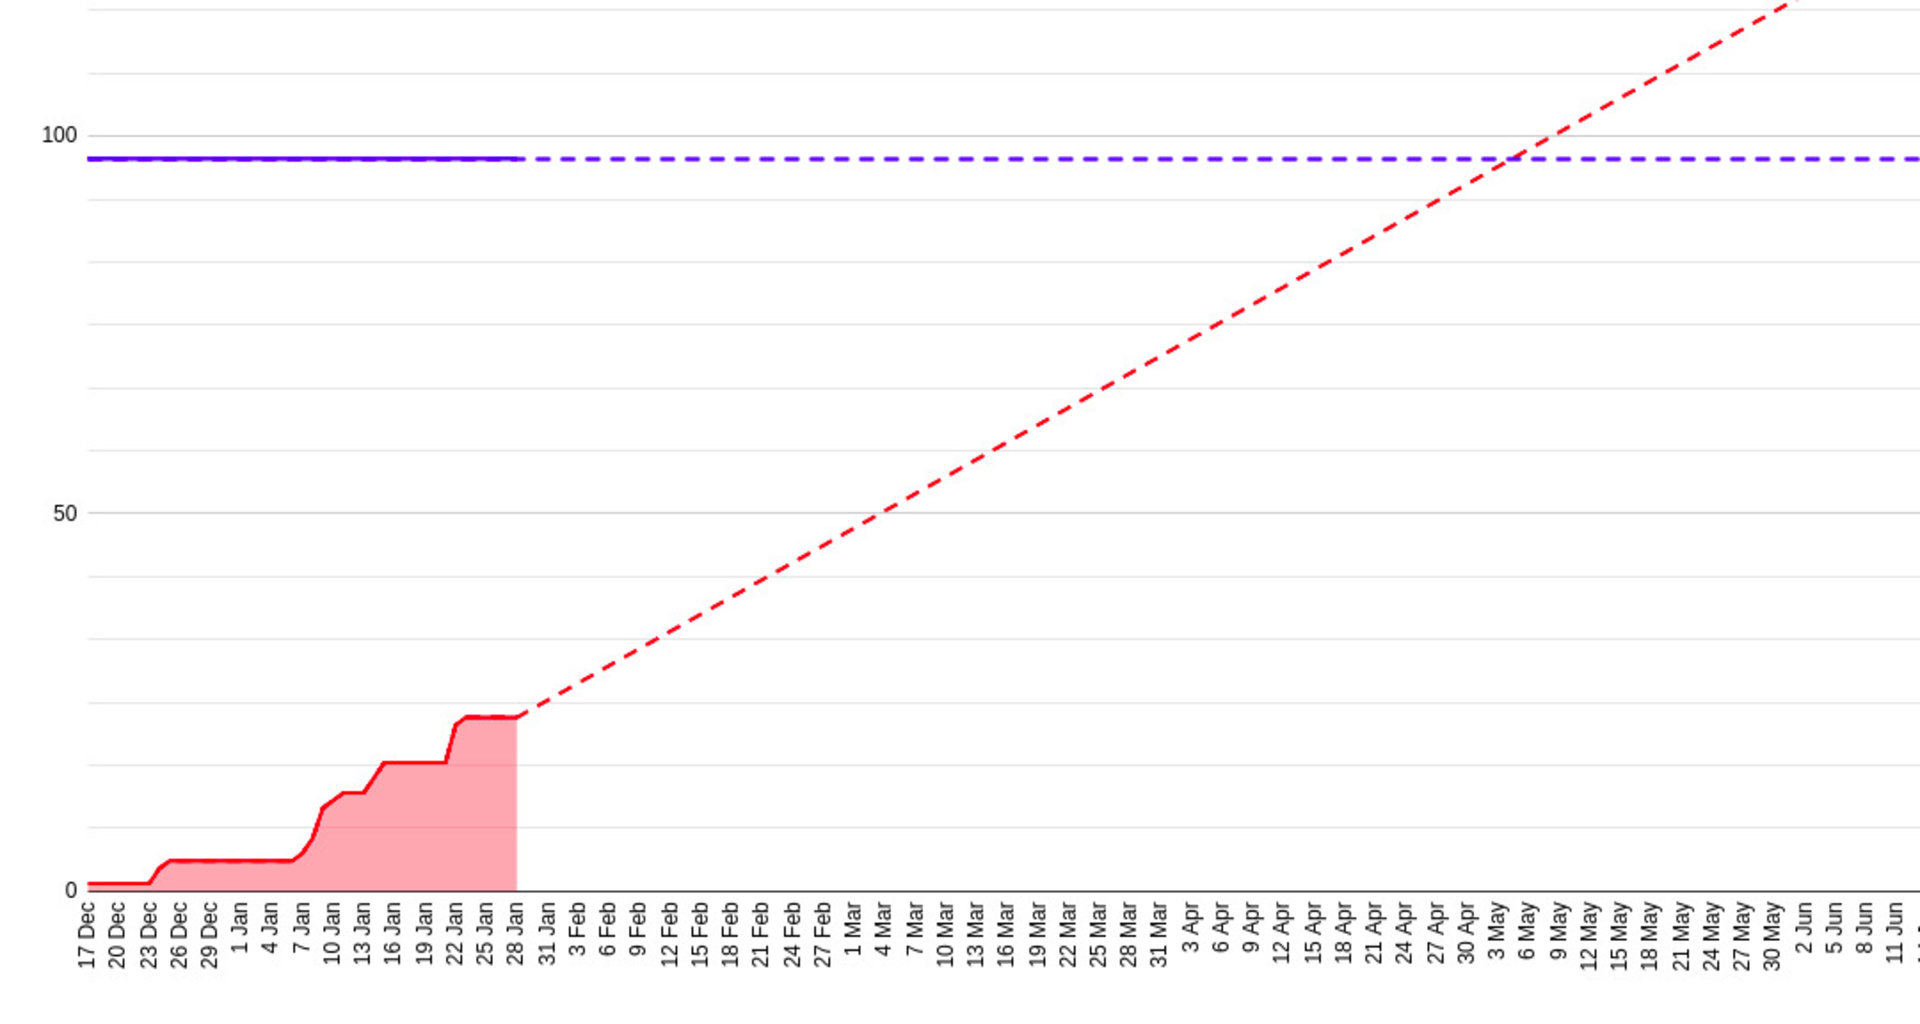 100
50
0
17 Dec
20 Dec
23 Dec
26 Dec
29 Dec
1 Jan
4 Jan
7 Jan
10 Jan
13 Jan
16 Jan
19 Jan
22 Jan
25 Jan
28 Jan
31 Jan
3 Feb
6 Feb
9 Feb
12 Feb
15 Feb
18 Feb
21 Feb
24 Feb
27 Feb
1 Mar
4 Mar
7 Mar
10 Mar
13 Mar
16 Mar
19 Mar
22 Mar
25 Mar
28 Mar
31 Mar
3 Apr
6 Apr
9 Apr
12 Apr
15 Apr
18 Apr
21 Apr
24 Apr
27 Apr
30 Apr
3 May
6 May
9 May
12 May
15 May
18 May
21 May
24 May
27 May
30 May
2 Jun
5 Jun
8 Jun
11 Jun